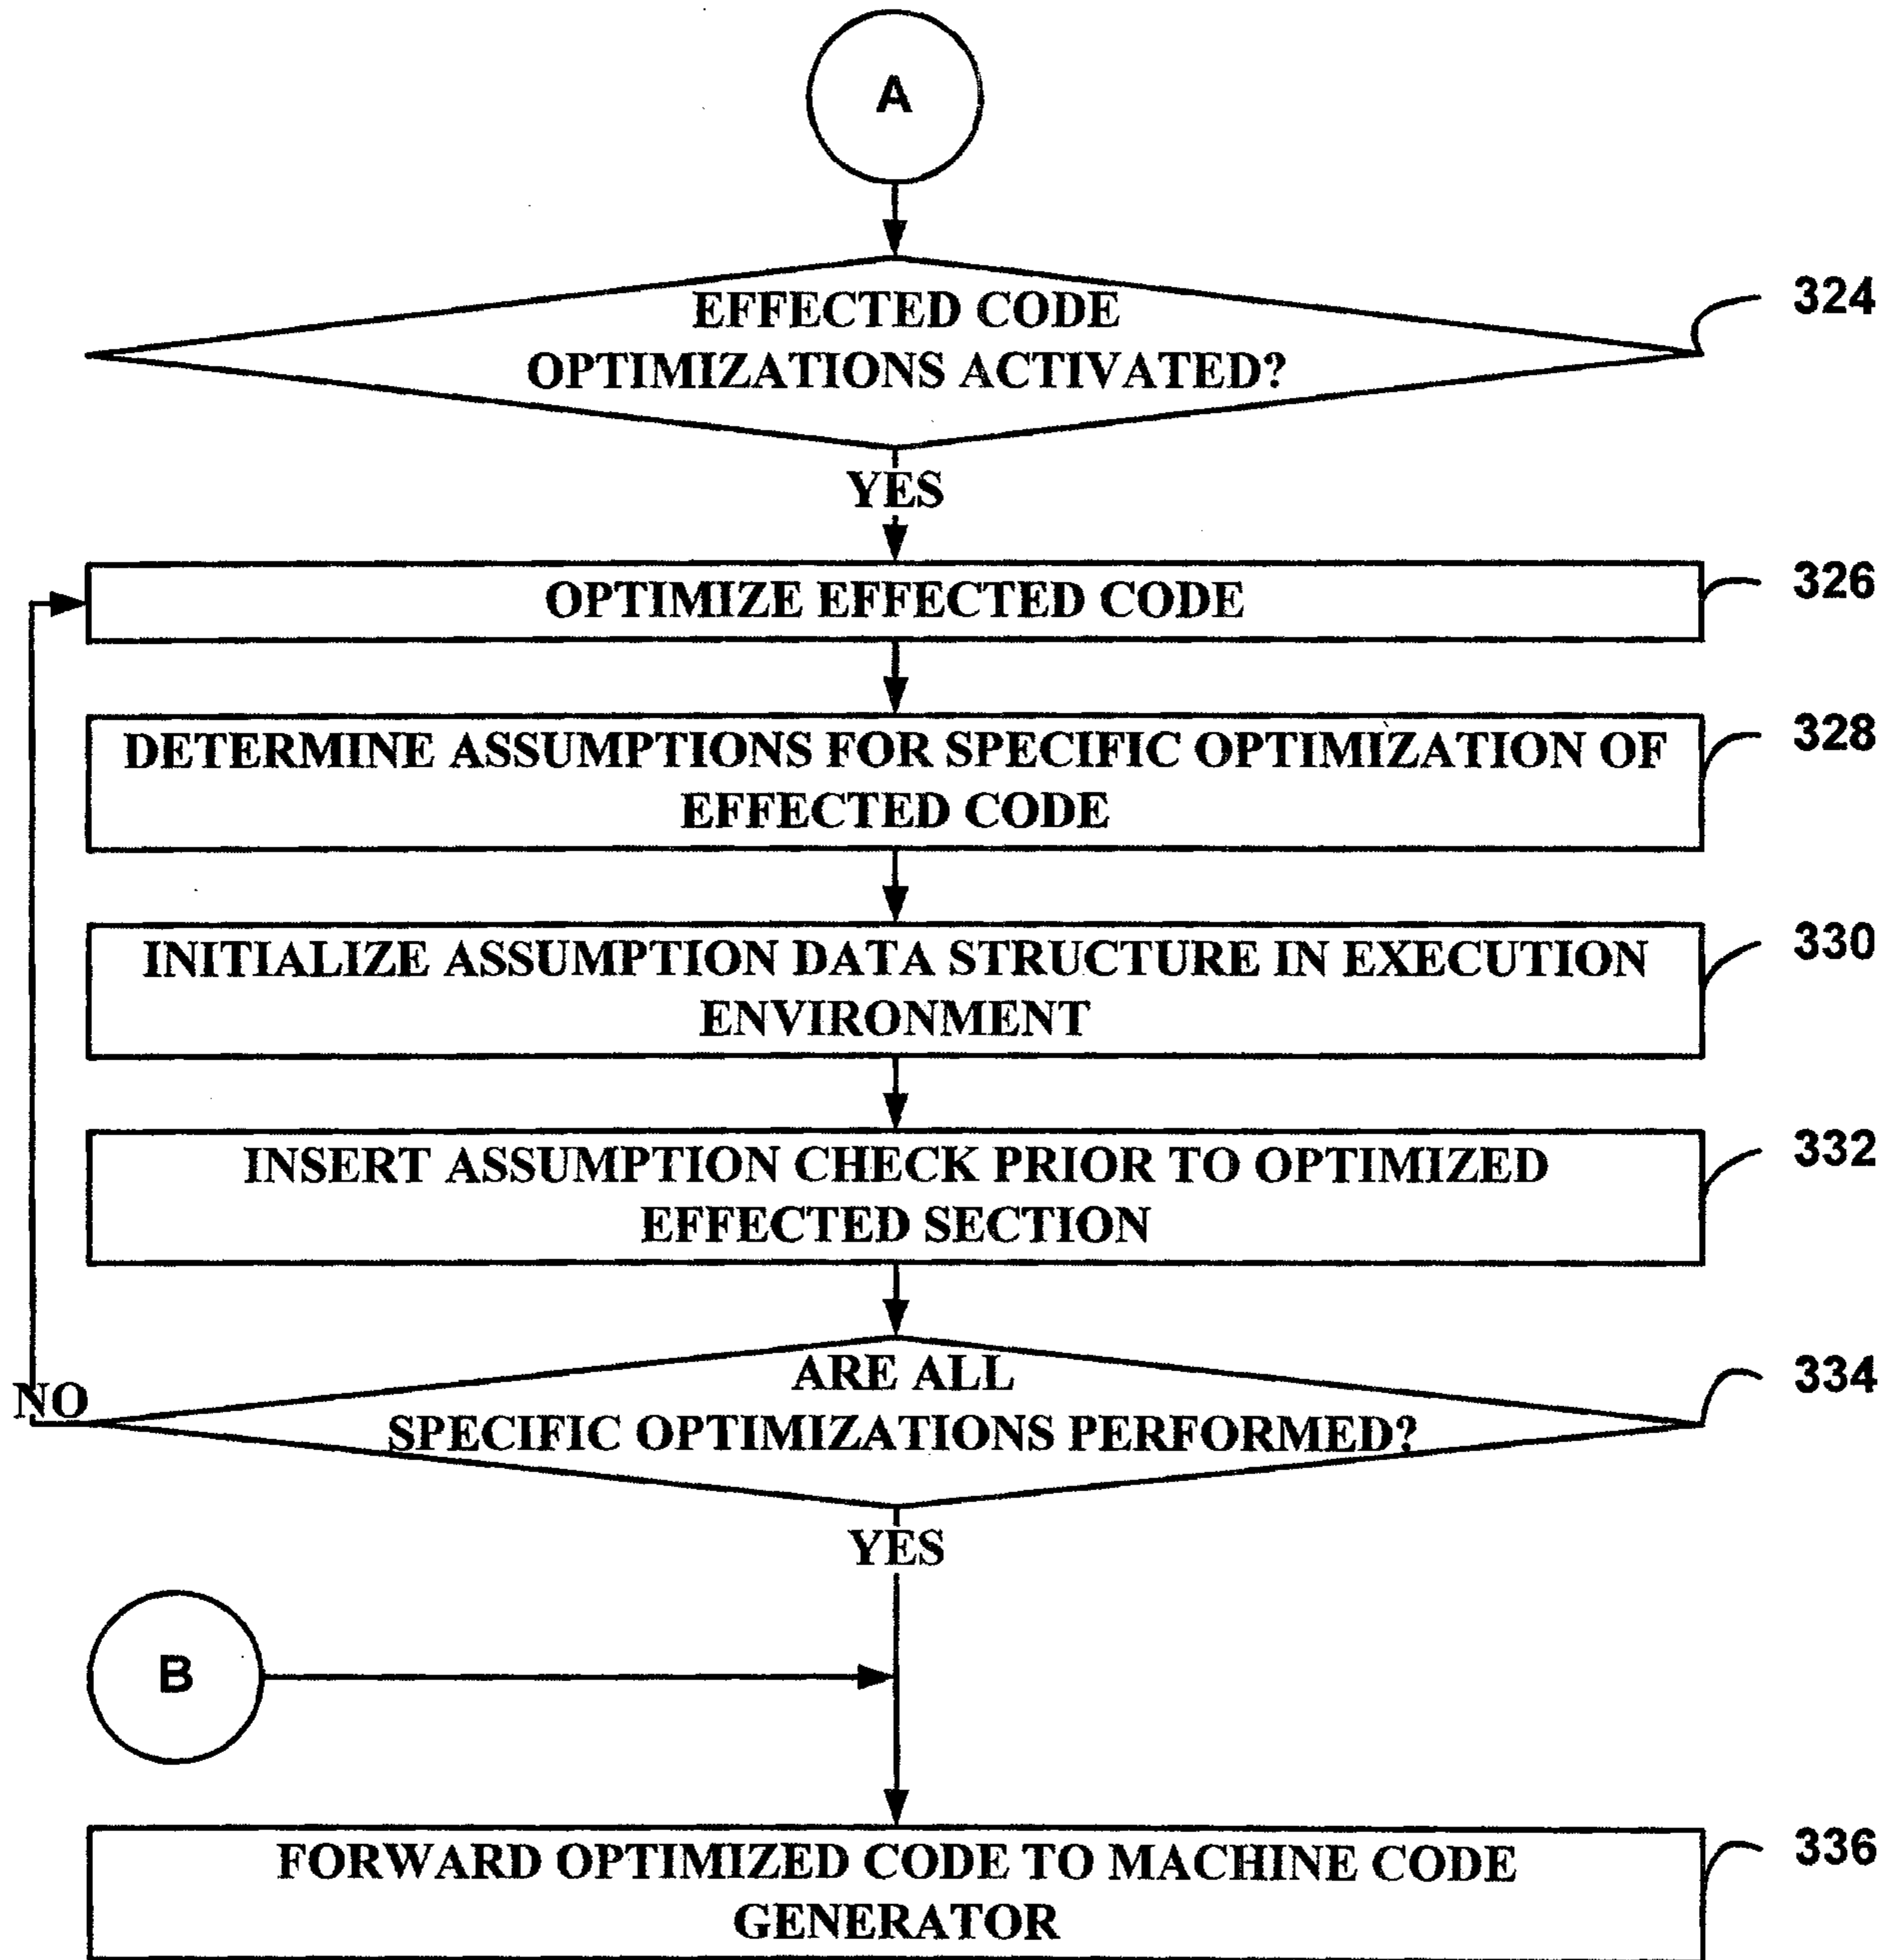 A
EFFECTED CODE
OPTIMIZATIONS ACTIVATED?
324
YES
OPTIMIZE EFFECTED CODE
326
DETERMINE ASSUMPTIONS FOR SPECIFIC OPTIMIZATION OF
EFFECTED CODE
328
INITIALIZE ASSUMPTION DATA STRUCTURE IN EXECUTION
ENVIRONMENT
330
INSERT ASSUMPTION CHECK PRIOR TO OPTIMIZED
EFFECTED SECTION
332
ARE ALL
SPECIFIC OPTIMIZATIONS PERFORMED?
334
NO
YES
B
FORWARD OPTIMIZED CODE TO MACHINE CODE
GENERATOR
336